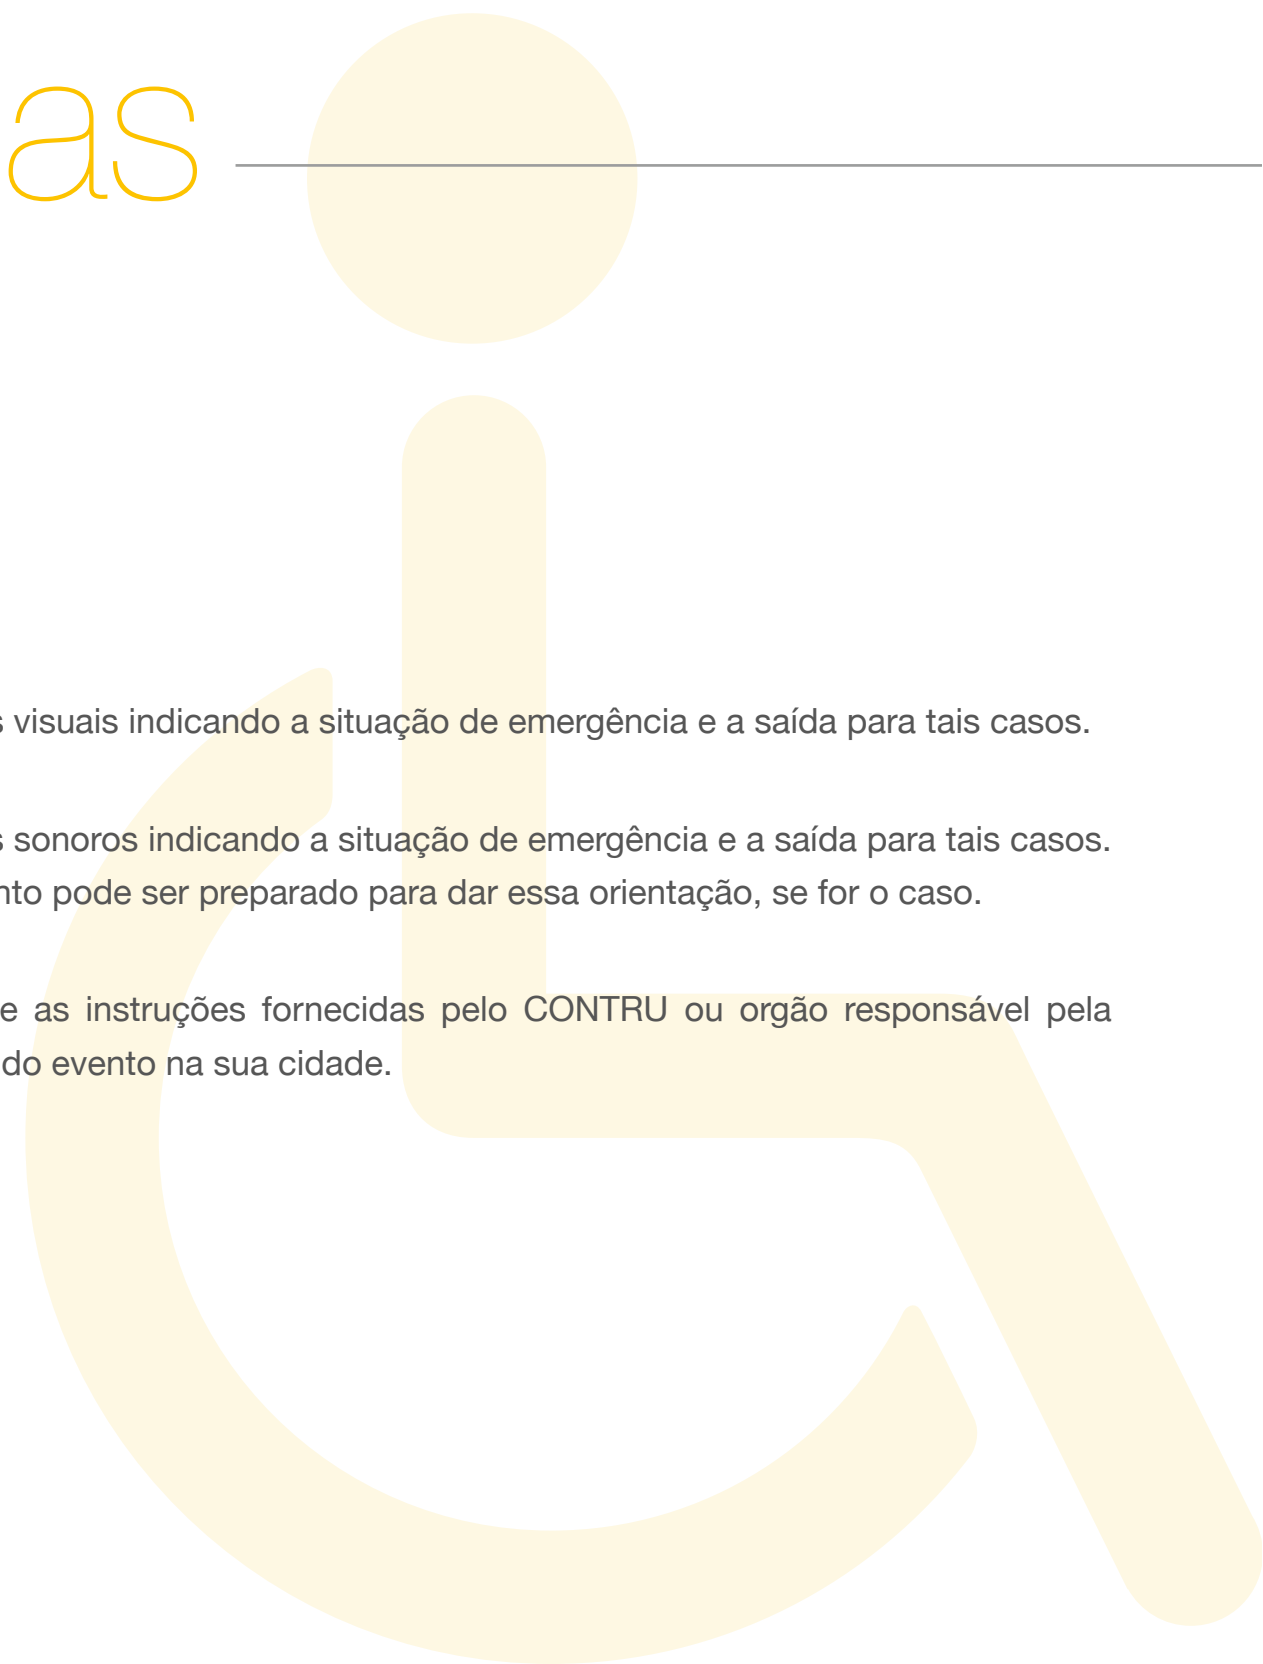 as
s visuais indicando a situação de emergência e a saída para tais casos.
s sonoros indicando a situação de emergência e a saída para tais casos.
nto pode ser preparado para dar essa orientação, se for o caso.
e as instruções fornecidas pelo CONTRU ou orgão responsável pela
do evento na sua cidade.